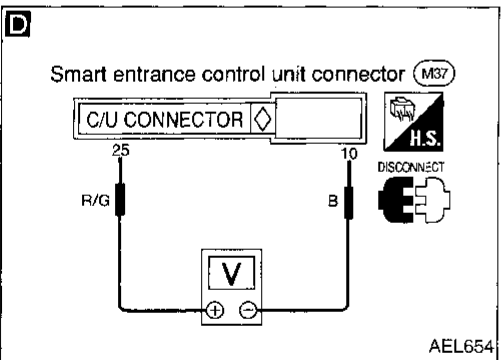 D
Smart entrance control unit connector M37
C/U CONNECTOR
H.S.
25
10
DISCONNECT
R/G
B
V
⊕ ⊖
AEL654